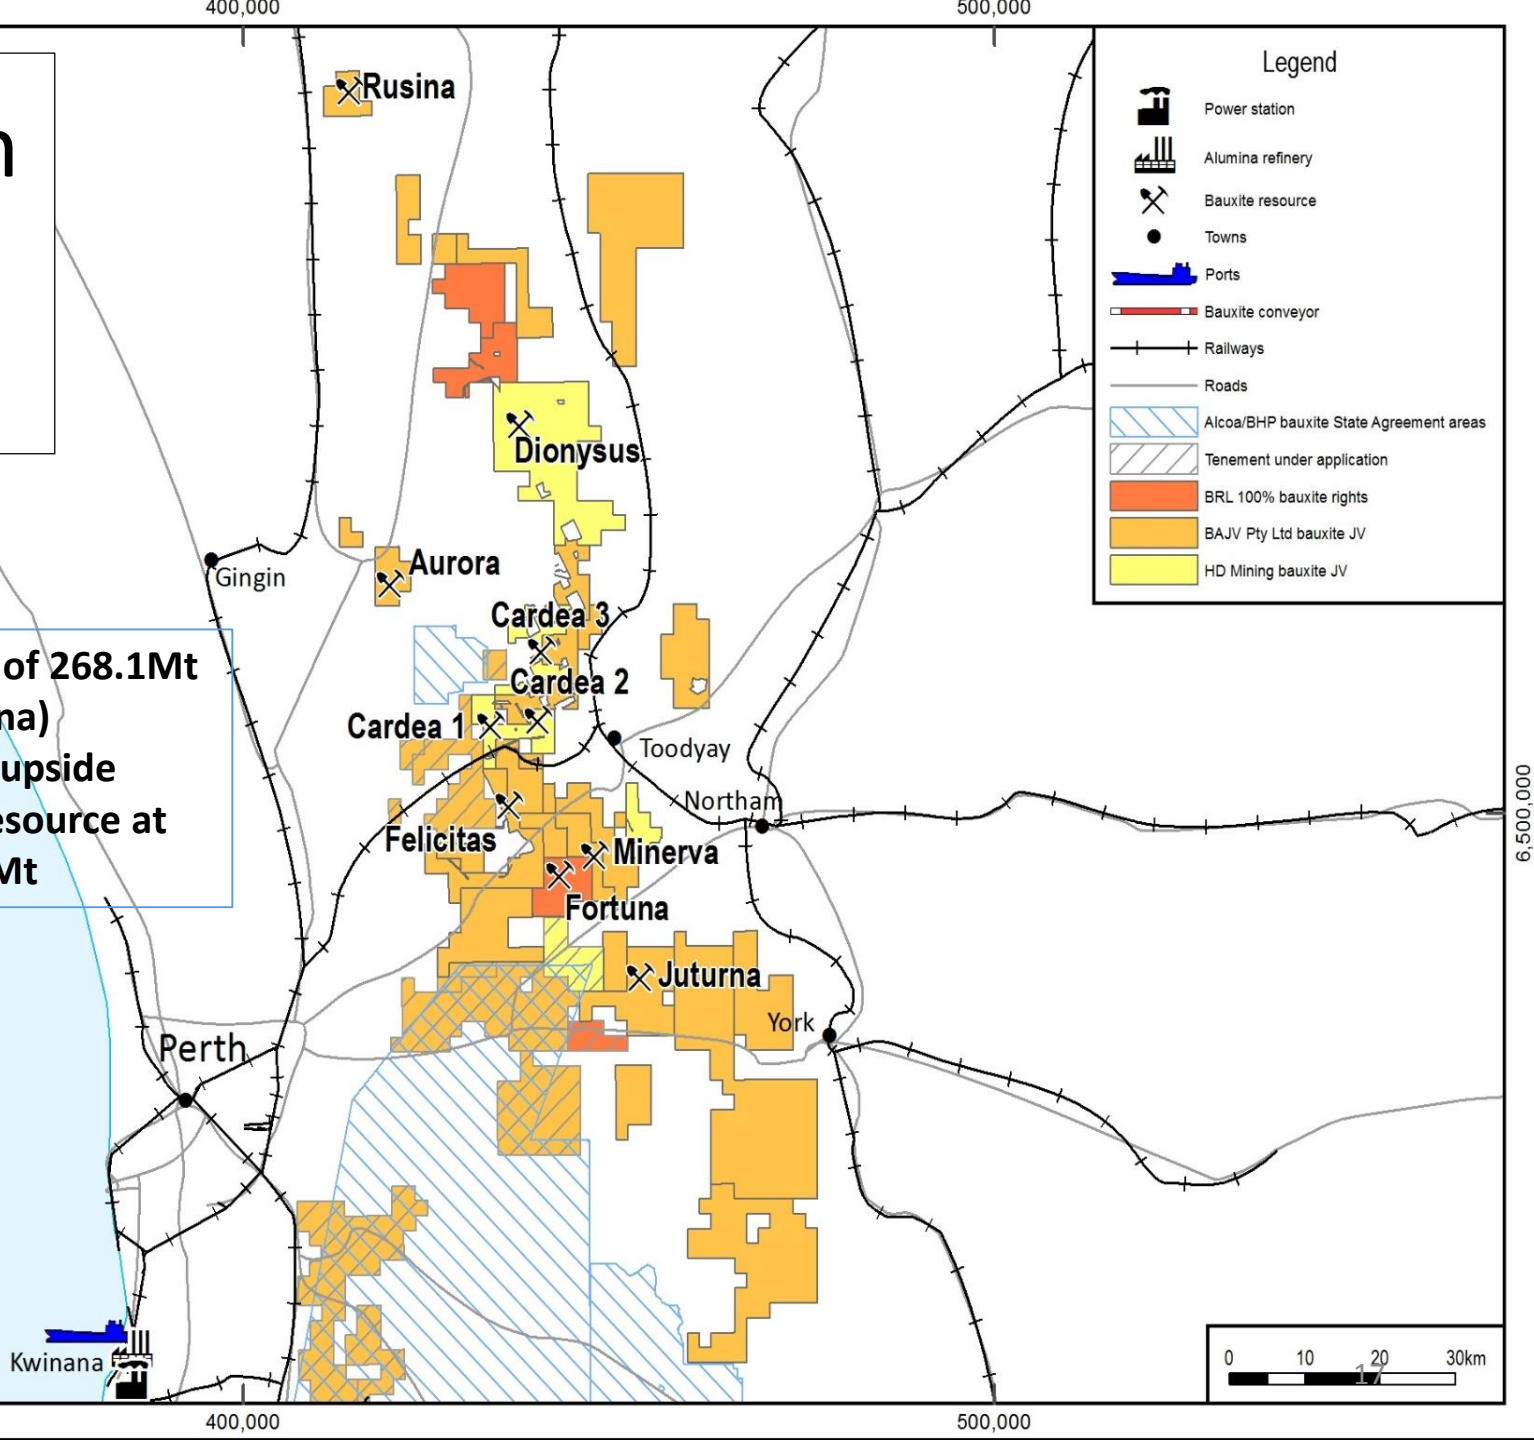 400,000
500,000
n
Rusina
Dionysus
Gingin
Aurora
Cardea 3
Cardea 2
Cardea 1
Toodyay
Northam
Felicitas
Minerva
Fortuna
Juturna
York
Perth
Kwinana
of 268.1Mt
na)
upside
esource at
Mt
Legend
Power station
Alumina refinery
Bauxite resource
Towns
Ports
Bauxite conveyor
Railways
Roads
Alcoa/BHP bauxite State Agreement areas
Tenement under application
BRL 100% bauxite rights
BAJV Pty Ltd bauxite JV
HD Mining bauxite JV
6,500,000
0 10 20 30km
17
400,000
500,000